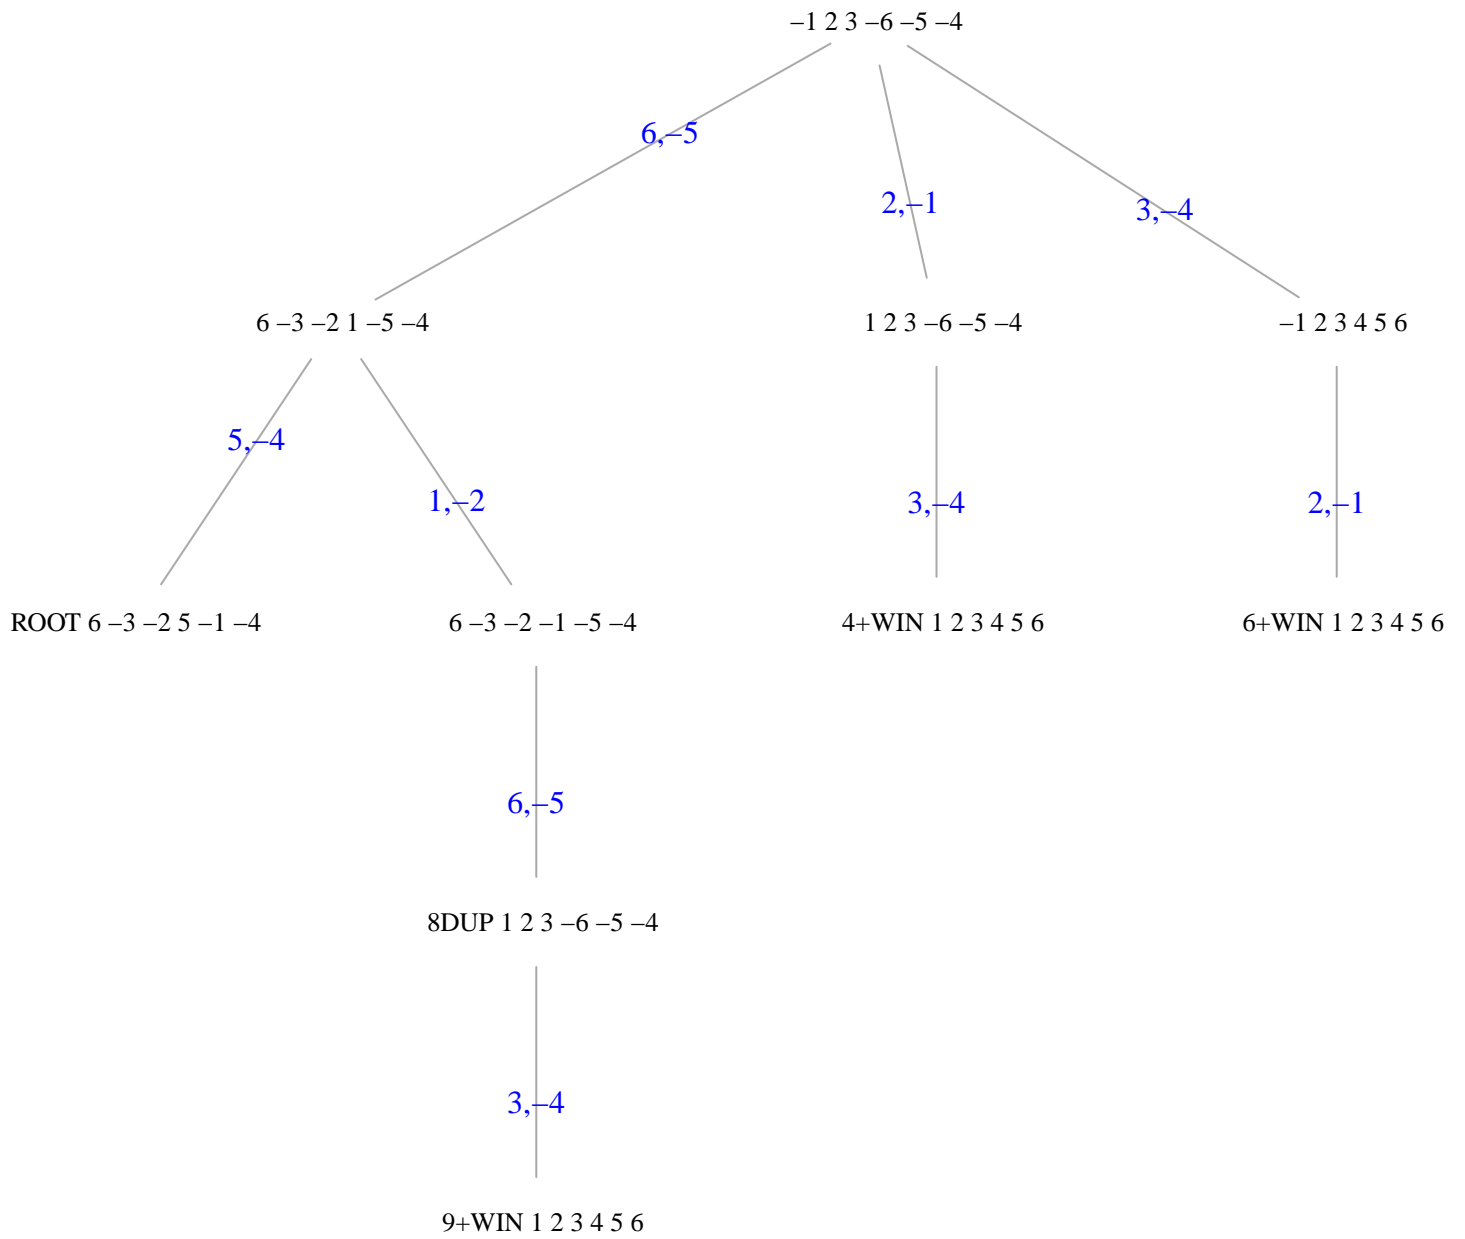 –1 2 3 –6 –5 –4
6,–5
2,–1
3,–4
6 –3 –2 1 –5 –4
1 2 3 –6 –5 –4
–1 2 3 4 5 6
5,–4
1,–2
3,–4
2,–1
ROOT 6 –3 –2 5 –1 –4
6 –3 –2 –1 –5 –4
4+WIN 1 2 3 4 5 6
6+WIN 1 2 3 4 5 6
6,–5
8DUP 1 2 3 –6 –5 –4
3,–4
9+WIN 1 2 3 4 5 6